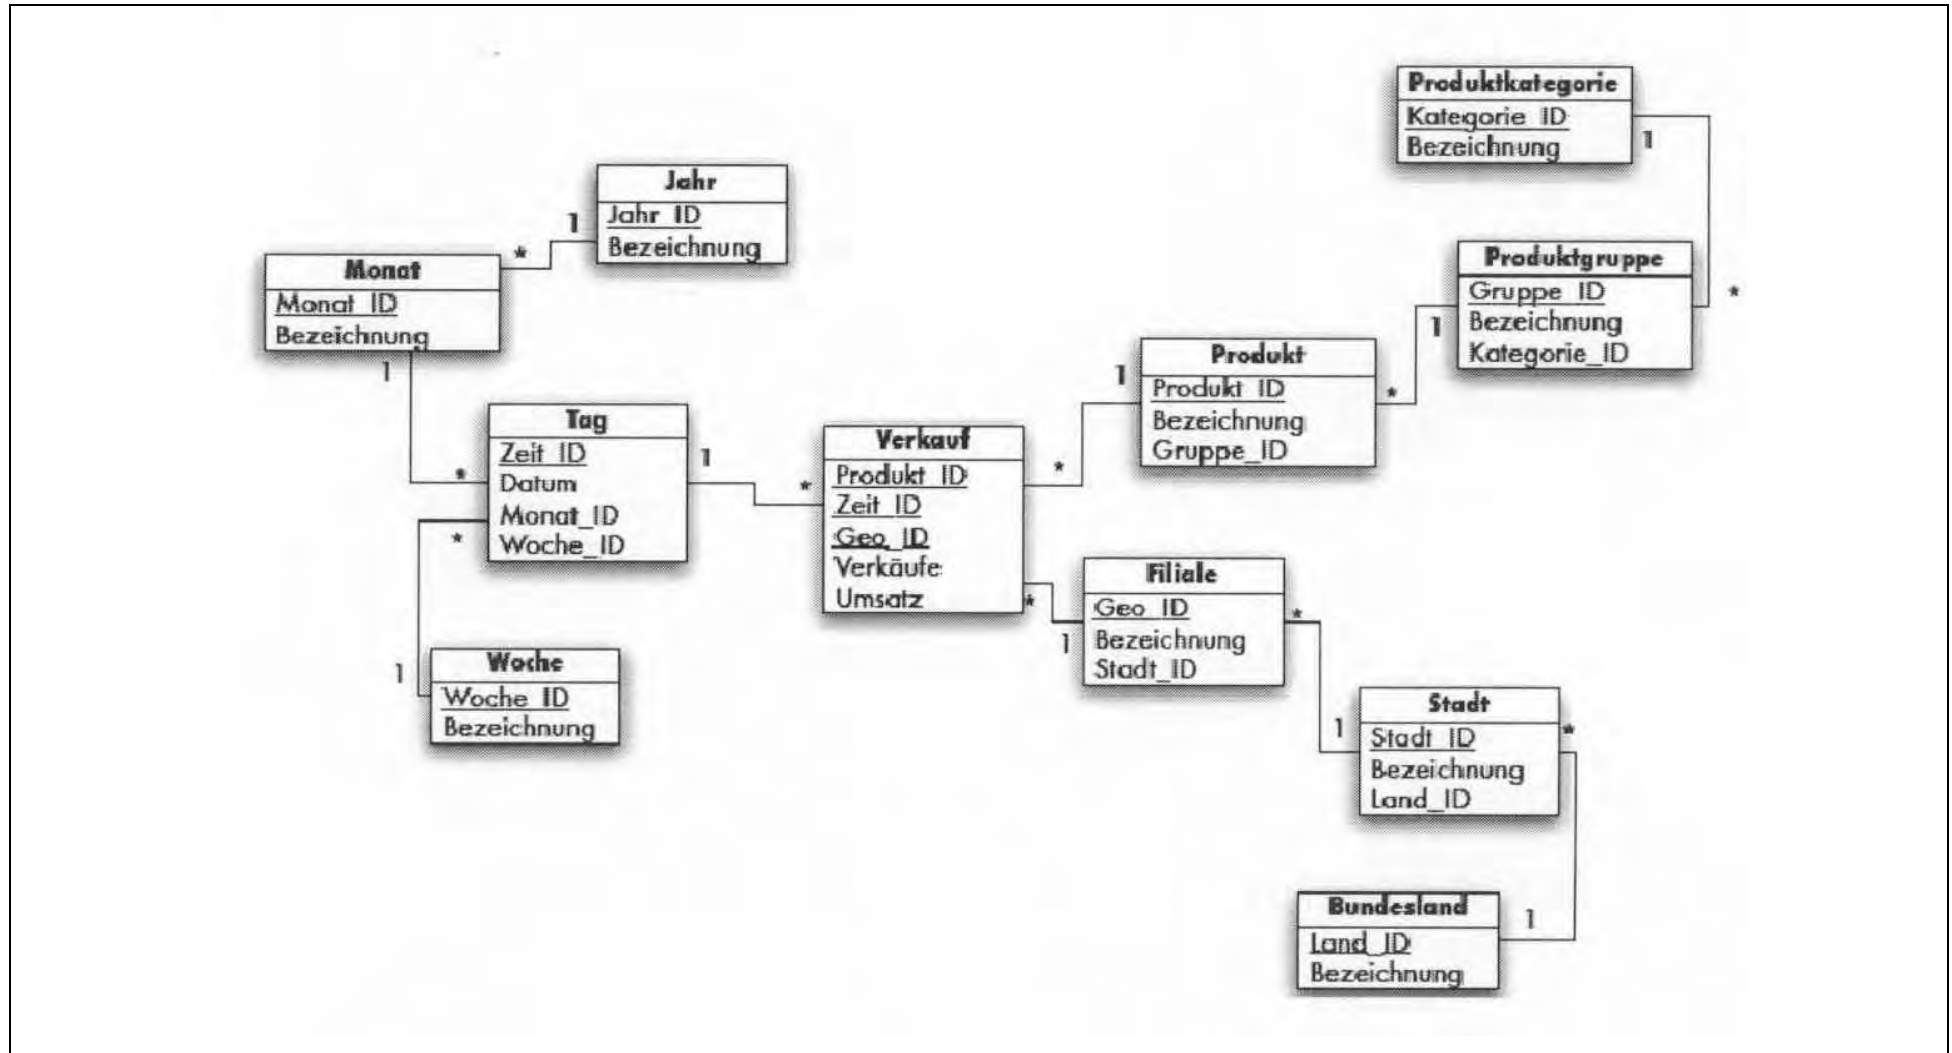 Produktkategorie
Kategorie_ID
Bezeichnung
1
Jahr
Jahr_ID
Bezeichnung
1
*
Monat
Monat_ID
Bezeichnung
1
Produktgruppe
Gruppe_ID
Bezeichnung
Kategorie_ID
*
1
Produkt
Produkt_ID
Bezeichnung
Gruppe_ID
1
*
Tag
Zeit_ID
Datum
Monat_ID
Woche_ID
*
*
1
Verkauf
Produkt_ID
Zeit_ID
Geo_ID
Verkäufe
Umsatz
*
*
*
Filiale
Geo_ID
Bezeichnung
Stadt_ID
1
*
Woche
Woche_ID
Bezeichnung
1
Stadt
Stadt_ID
Bezeichnung
Land_ID
1
*
Bundesland
Land_ID
Bezeichnung
1